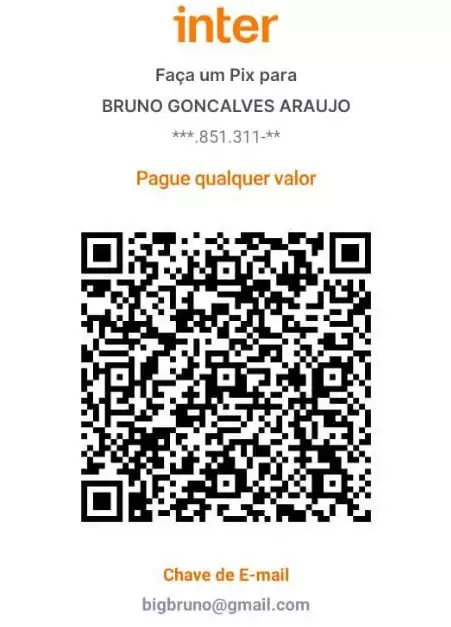 inter
Faça um Pix para
BRUNO GONCALVES ARAUJO
***.851.311-**
Pague qualquer valor
Chave de E-mail
bigbruno@gmail.com